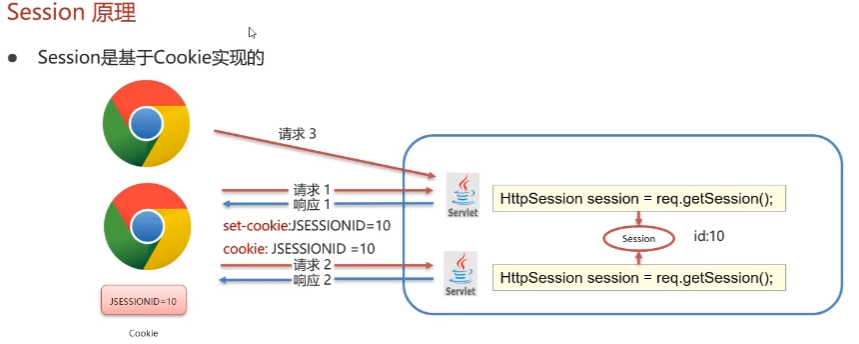 Session 原理
● Session是基于Cookie实现的
请求 3
请求 1
响应 1
set-cookie:JSESSIONID=10
cookie: JSESSIONID =10
请求 2
响应 2
JSESSIONID=10
Cookie
Servlet
HttpSession session = req.getSession();
Session
id:10
Servlet
HttpSession session = req.getSession();